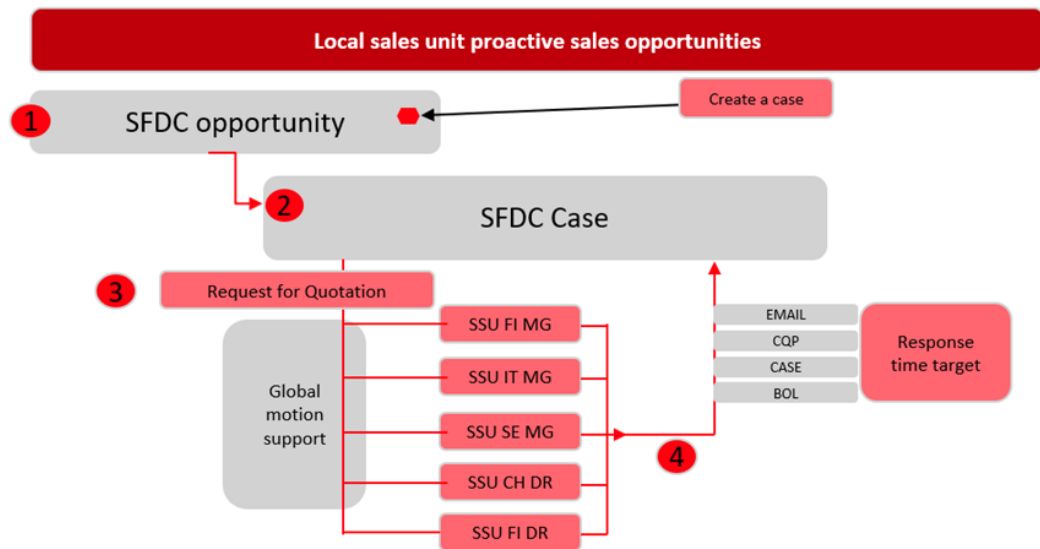 Local sales unit proactive sales opportunities
Create a case
1
SFDC opportunity
2
SFDC Case
3
Request for Quotation
SSU FI MG
EMAIL
CQP
CASE
BOL
Response
time target
SSU IT MG
Global
motion
support
SSU SE MG
4
SSU CH DR
SSU FI DR